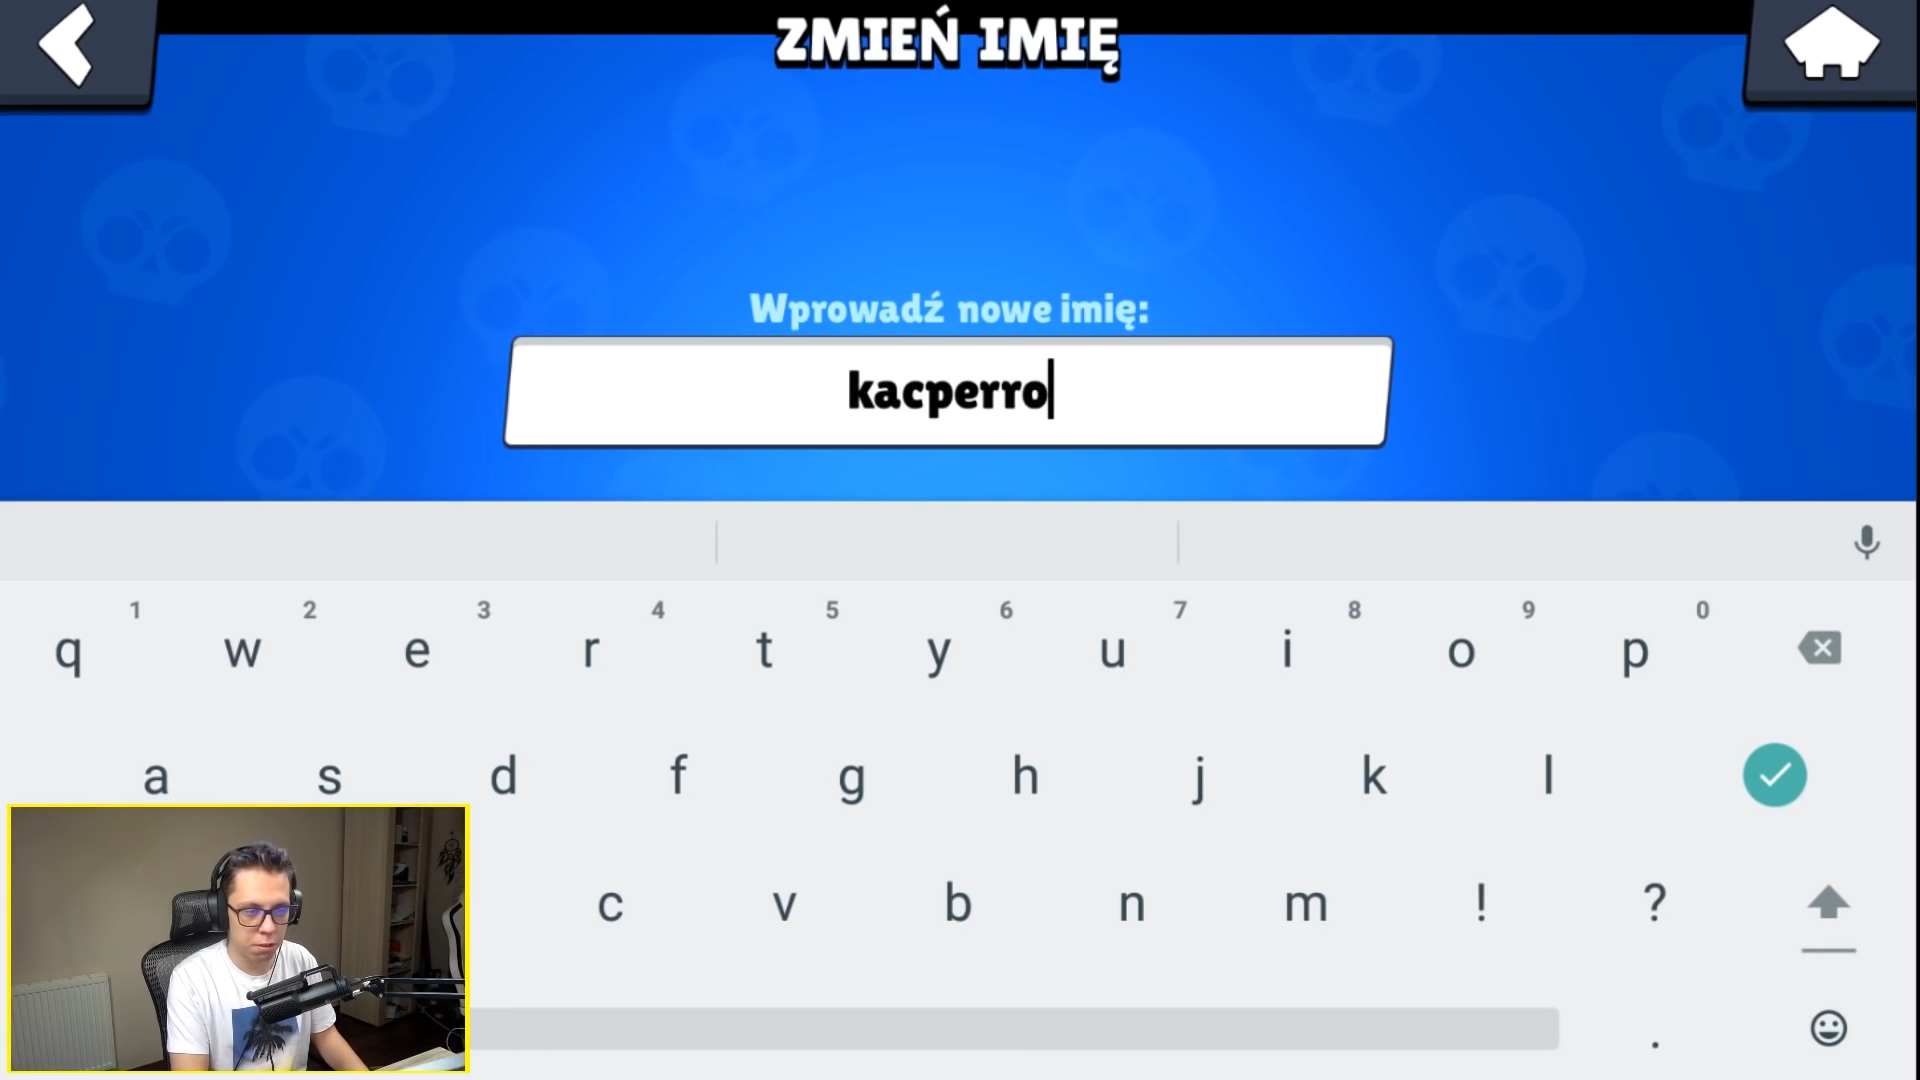 ZMIEŃ IMIĘ
Wprowadź nowe imię:
kacperro
1 2 3 4 5 6 7 8 9 0
q w e r t y u i o p
a s d f g h j k l
c v b n m ! ?
.